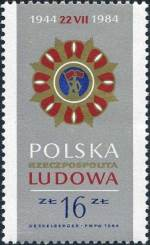 1944 22 VII 1984
POLSKA
RZECZPOSPOLITA
LUDOWA
ZŁ 16 ZŁ